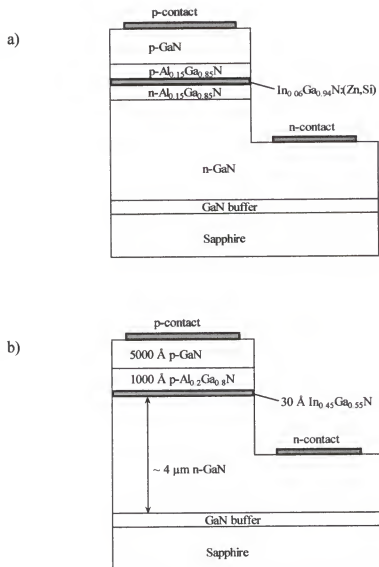 a)
p-contact
p-GaN
p-Al0.15Ga0.85N
n-Al0.15Ga0.85N
In0.06Ga0.94N:(Zn,Si)
n-contact
n-GaN
GaN buffer
Sapphire
b)
p-contact
5000 Å p-GaN
1000 Å p-Al0.2Ga0.8N
30 Å In0.45Ga0.55N
n-contact
~ 4 μm n-GaN
GaN buffer
Sapphire